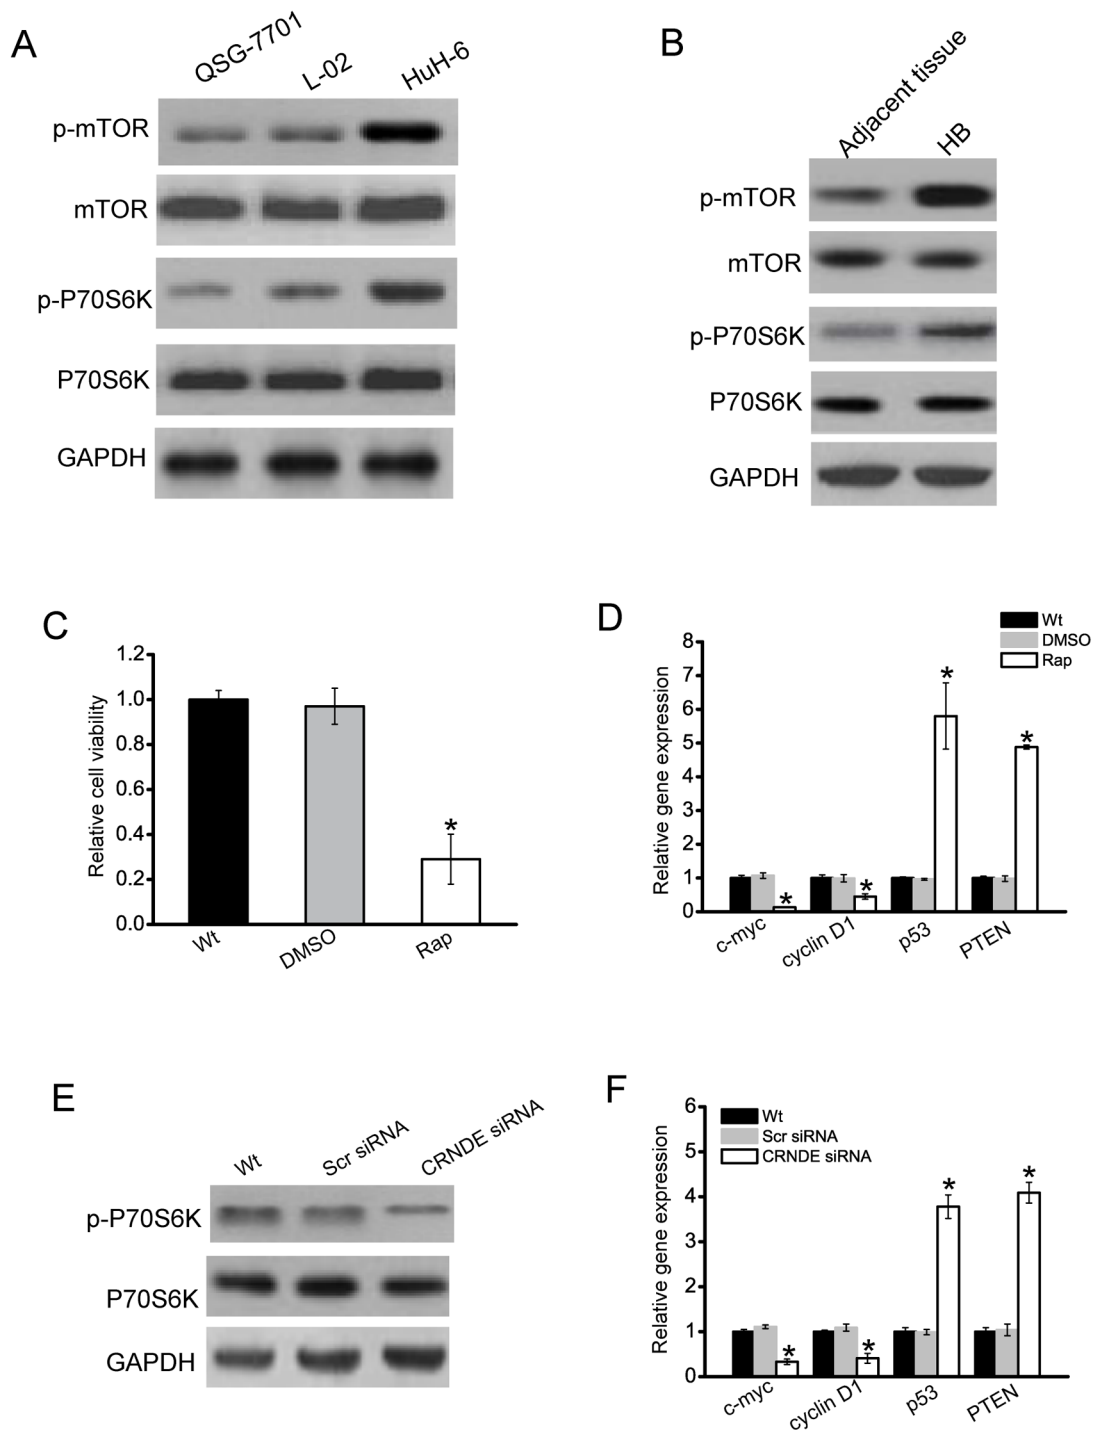 A
QSG-7701
L-02
HuH-6
p-mTOR
mTOR
p-P70S6K
P70S6K
GAPDH
B
Adjacent tissue
HB
p-mTOR
mTOR
p-P70S6K
P70S6K
GAPDH
C
1.2
1.0
0.8
0.6
0.4
0.2
0.0
Relative cell viability
*
Wt
DMSO
Rap
D
Wt
DMSO
Rap
8
7
6
5
4
3
2
1
0
Relative gene expression
* * * *
c-myc
cyclin D1
p53
PTEN
E
Wt
Scr siRNA
CRNDE siRNA
p-P70S6K
P70S6K
GAPDH
F
Wt
Scr siRNA
CRNDE siRNA
6
5
4
3
2
1
0
Relative gene expression
* * * *
c-myc
cyclin D1
p53
PTEN